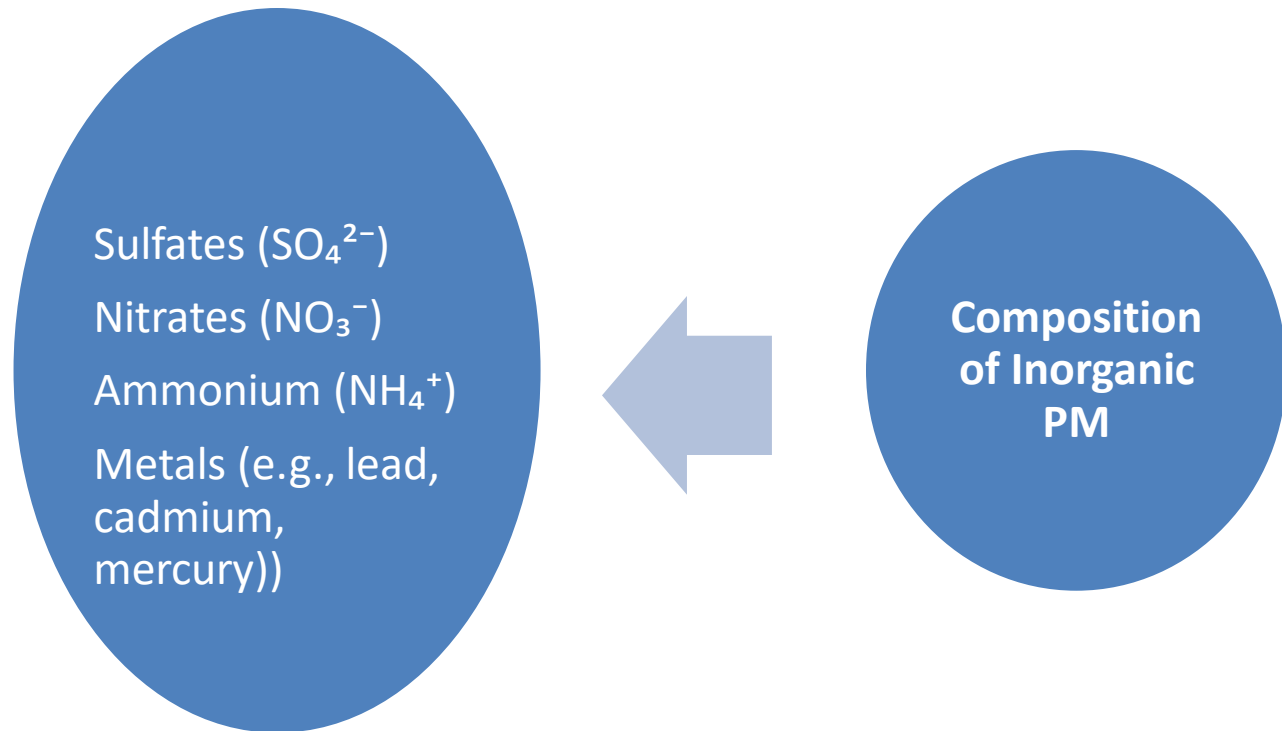 Sulfates (SO₄²⁻)
Nitrates (NO₃⁻)
Ammonium (NH₄⁺)
Metals (e.g., lead,
cadmium,
mercury))
Composition
of Inorganic
PM